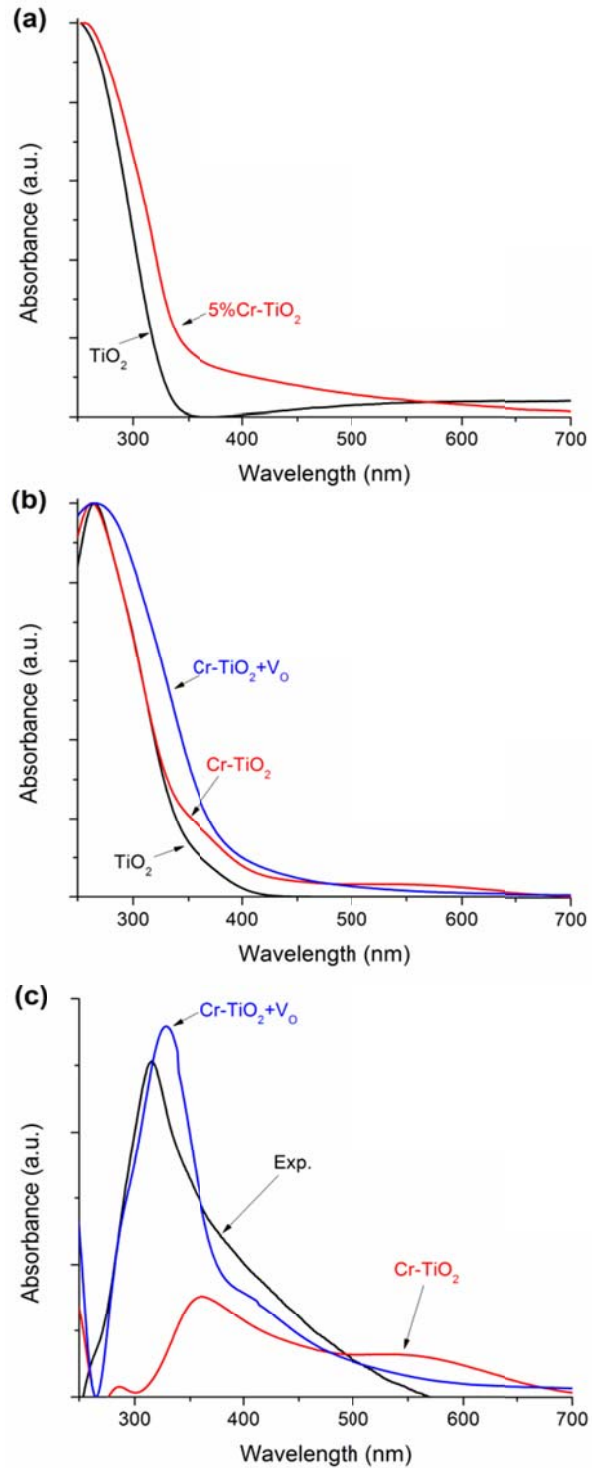 (a)
Absorbance (a.u.)
5%Cr-TiO₂
TiO₂
300 400 500 600 700
Wavelength (nm)
(b)
Absorbance (a.u.)
Cr-TiO₂+V₀
Cr-TiO₂
TiO₂
300 400 500 600 700
Wavelength (nm)
(c)
Absorbance (a.u.)
Cr-TiO₂+V₀
Exp.
Cr-TiO₂
300 400 500 600 700
Wavelength (nm)